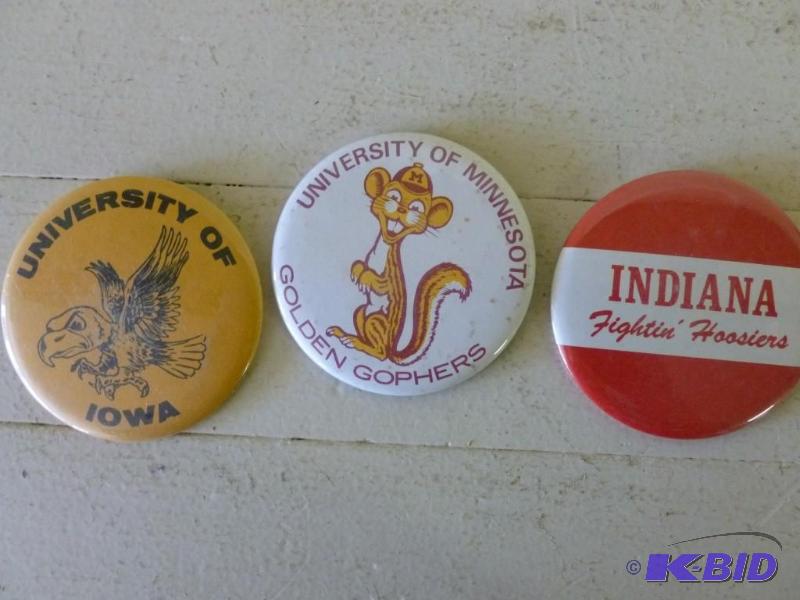 UNIVERSITY OF
IOWA
UNIVERSITY OF MINNESOTA
M
GOLDEN GOPHERS
INDIANA
Fightin' Hoosiers
© K-BID